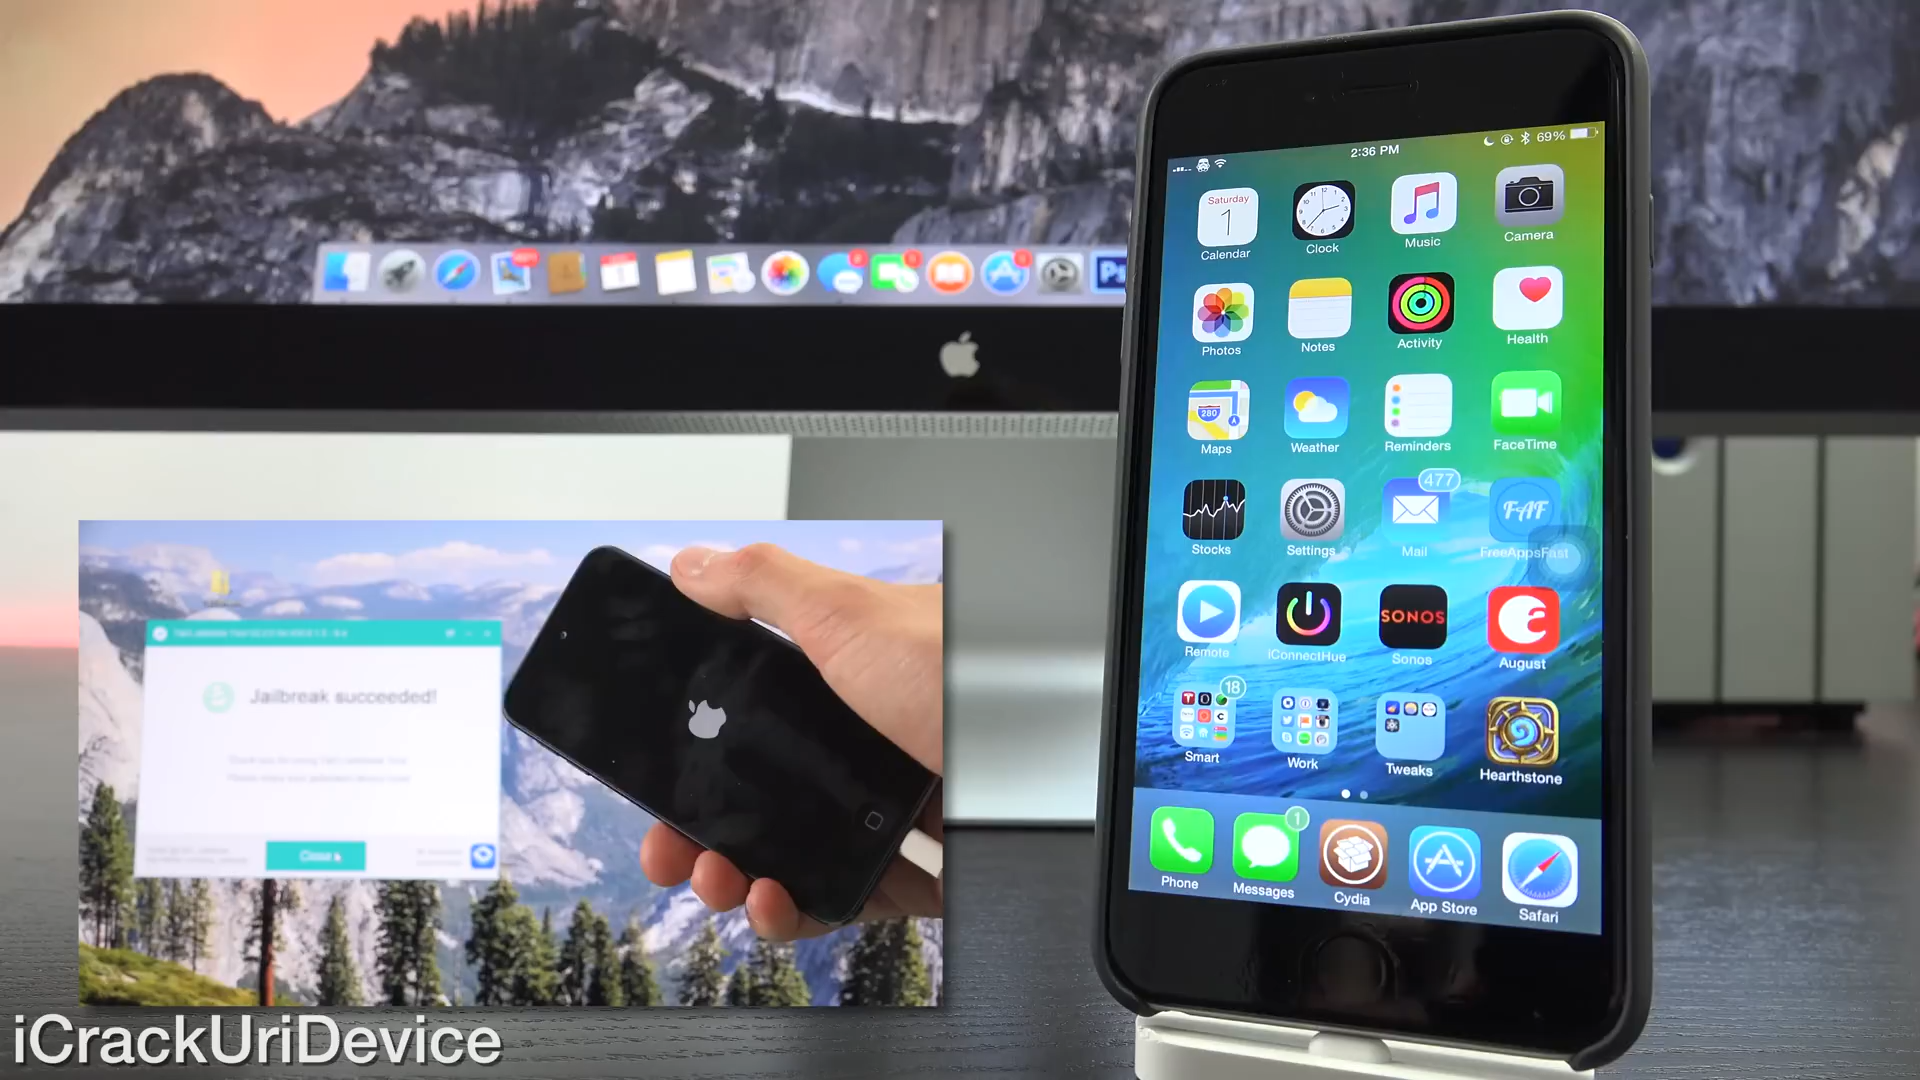 2:36 PM
69%
Saturday
1
Calendar
Clock
Music
Camera
Photos
Notes
Activity
Health
280
Maps
Weather
Reminders
FaceTime
477
FAF
Stocks
Settings
Mail
FreeAppsFast
SONOS
Remote
iConnectHue
Sonos
August
18
Smart
Work
Tweaks
Hearthstone
1
Phone
Messages
Cydia
App Store
Safari
Ps
Jailbreak succeeded!
Close
iCrackUriDevice